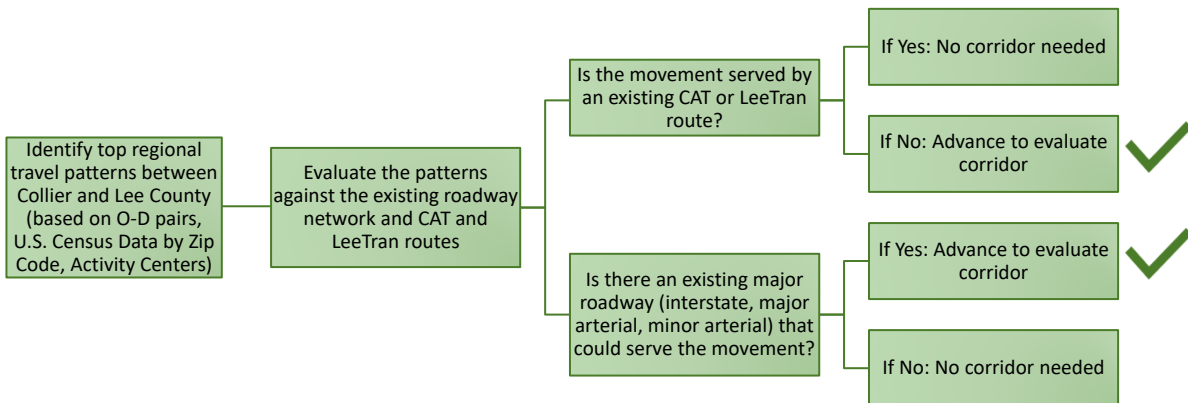 Identify top regional
travel patterns between
Collier and Lee County
(based on O-D pairs,
U.S. Census Data by Zip
Code, Activity Centers)
Evaluate the patterns
against the existing roadway
network and CAT and
LeeTran routes
Is the movement served by
an existing CAT or LeeTran
route?
If Yes: No corridor needed
If No: Advance to evaluate
corridor
Is there an existing major
roadway (interstate, major
arterial, minor arterial) that
could serve the movement?
If Yes: Advance to evaluate
corridor
If No: No corridor needed